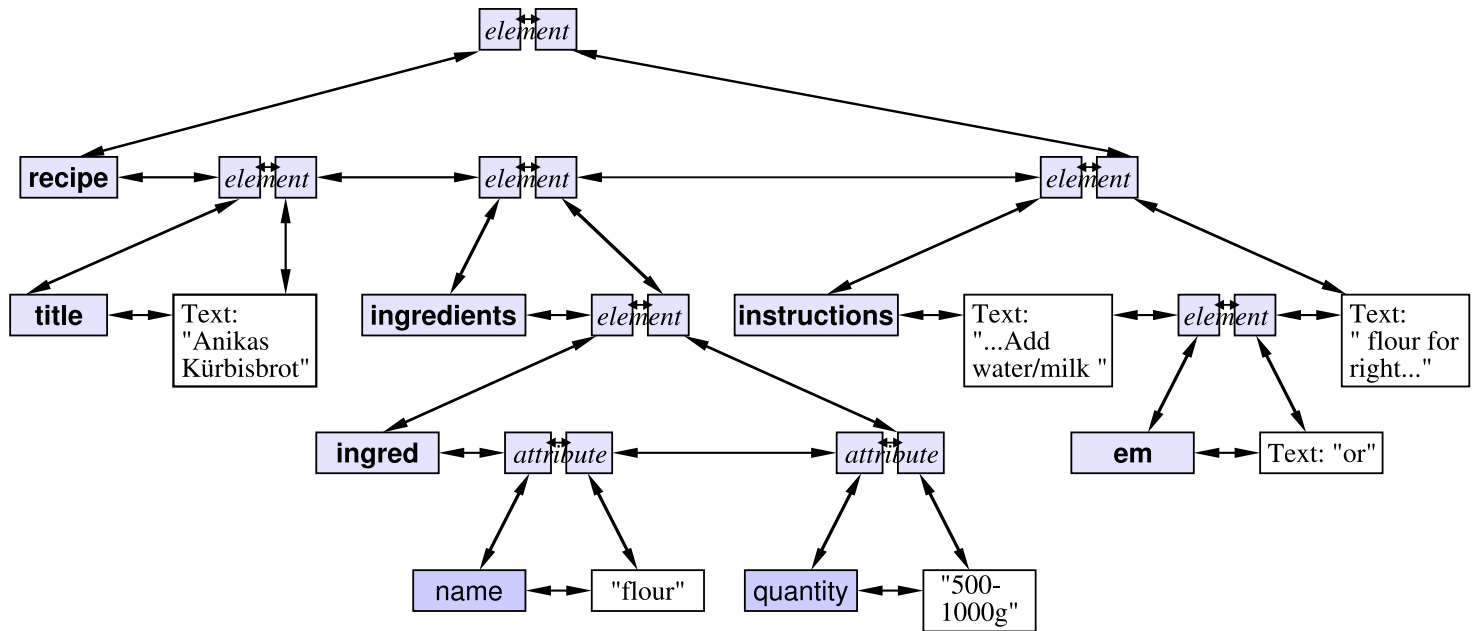 element
recipe
element
element
element
title
Text:
"Anikas
Kürbisbrot"
ingredients
element
instructions
Text:
"...Add
water/milk "
element
Text:
" flour for
right..."
ingred
attribute
attribute
em
Text: "or"
name
"flour"
quantity
"500-
1000g"